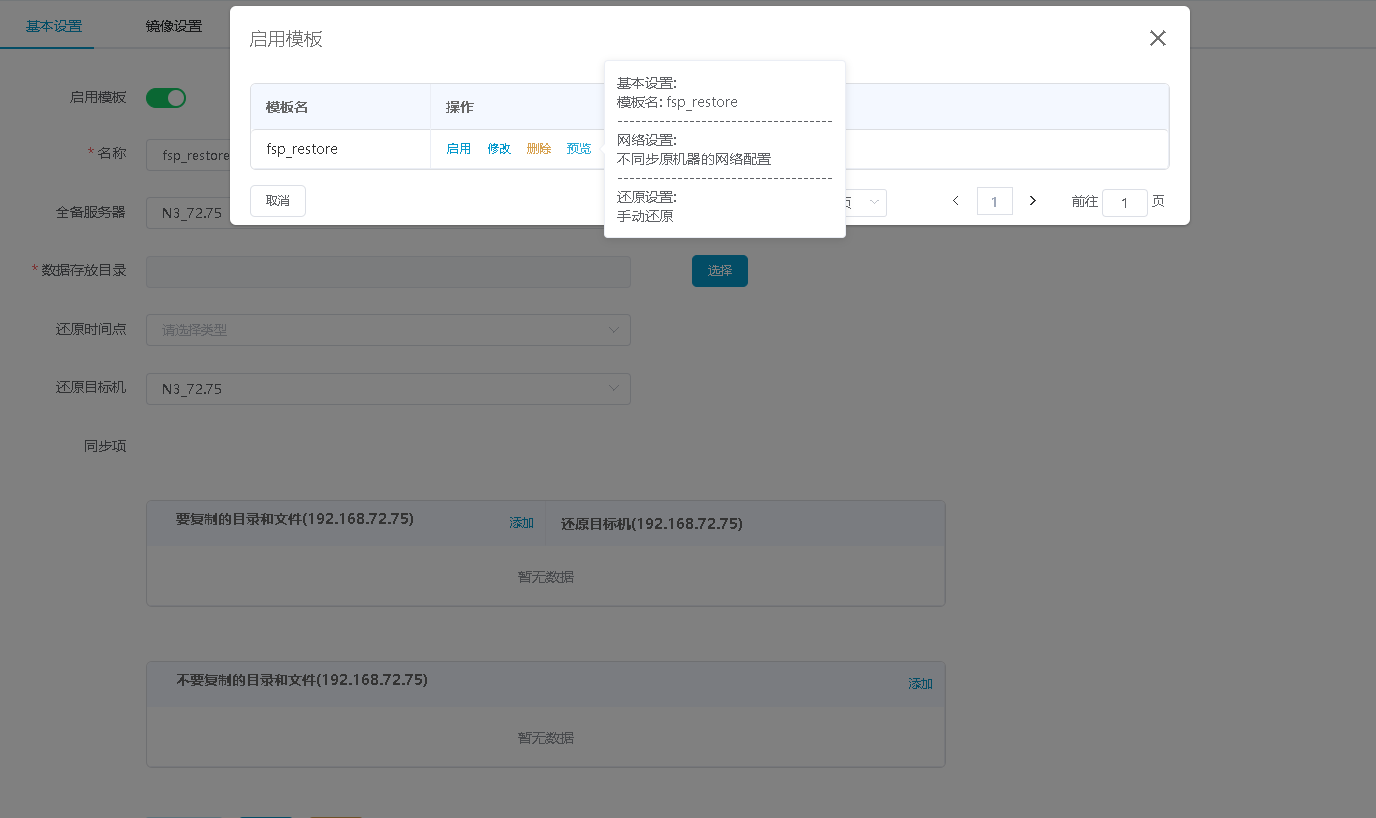 基本设置
镜像设置
启用模板
启用模板
模板名
操作
fsp_restore
启用
修改
删除
预览
基本设置:
模板名: fsp_restore
网络设置:
不同步原机器的网络配置
还原设置:
手动还原
取消
页
1
前往
1
页
* 名称
fsp_restore
全备服务器
N3_72.75
* 数据存放目录
选择
还原时间点
请选择类型
还原目标机
N3_72.75
同步项
要复制的目录和文件(192.168.72.75)
添加
还原目标机(192.168.72.75)
暂无数据
不要复制的目录和文件(192.168.72.75)
添加
暂无数据